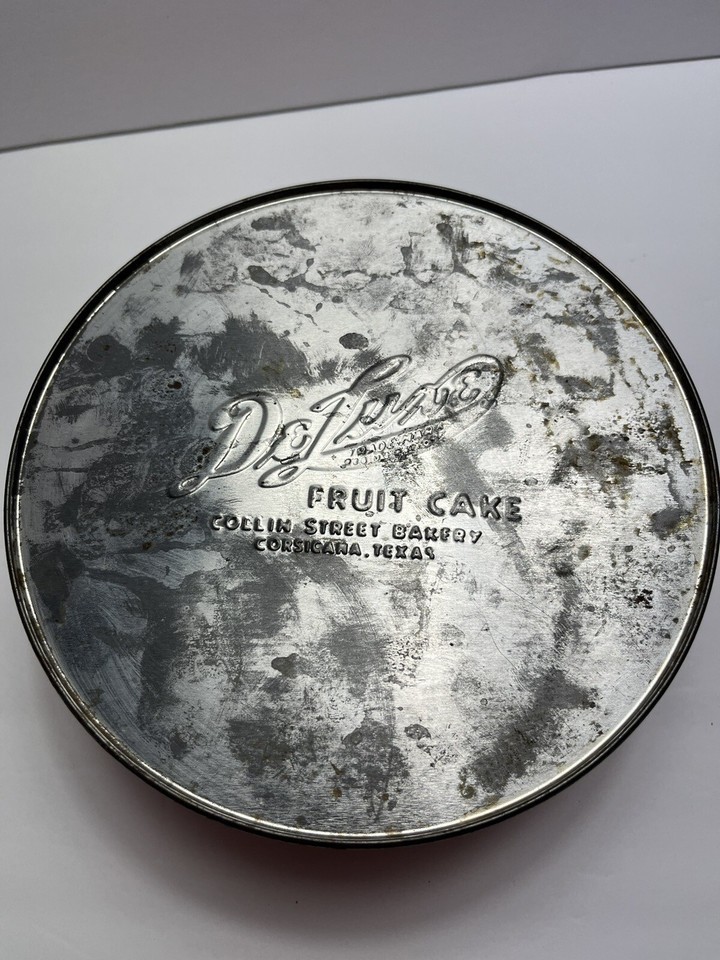 DeLuxe
FRUIT CAKE
COLLIN STREET BAKERY
CORSICANA, TEXAS